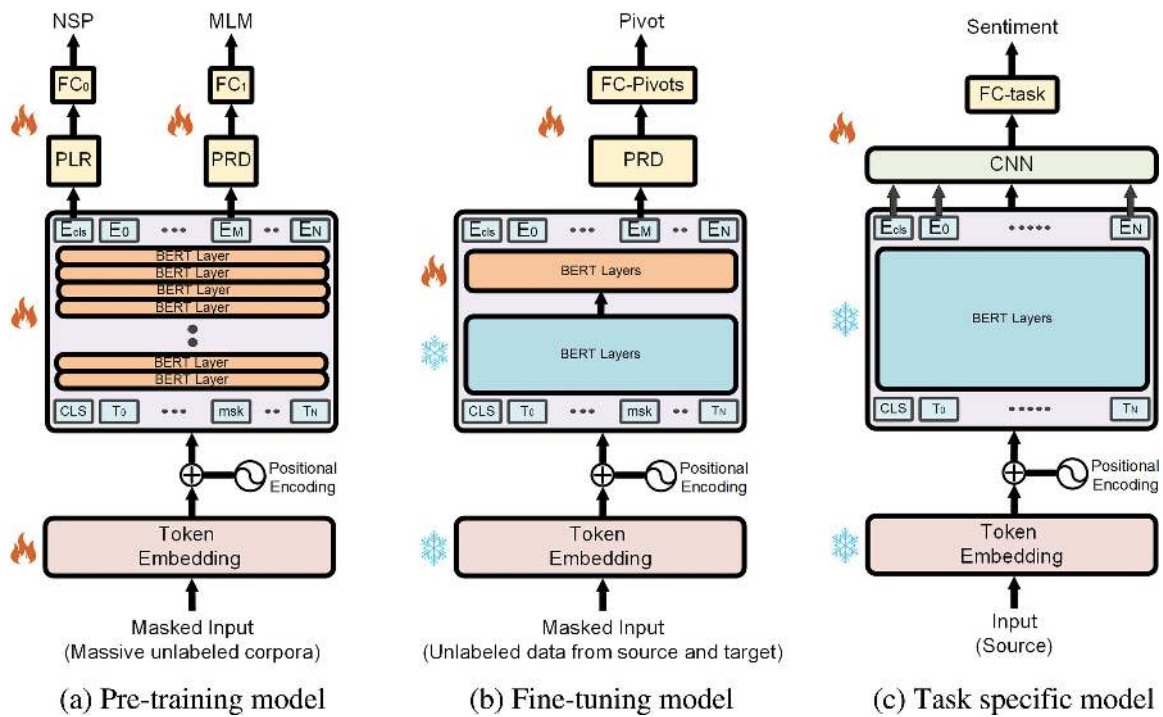 NSP
MLM
FC0
FC1
PLR
PRD
Ecls E0 ... EM .. EN
BERT Layer
BERT Layer
BERT Layer
BERT Layer
BERT Layer
BERT Layer
CLS T0 ... msk .. TN
Positional
Encoding
Token
Embedding
Masked Input
(Massive unlabeled corpora)
(a) Pre-training model
Pivot
FC-Pivots
PRD
Ecls E0 ... EM .. EN
BERT Layers
BERT Layers
CLS T0 ... msk .. TN
Positional
Encoding
Token
Embedding
Masked Input
(Unlabeled data from source and target)
(b) Fine-tuning model
Sentiment
FC-task
CNN
Ecls E0 ..... EN
BERT Layers
CLS T0 ..... TN
Positional
Encoding
Token
Embedding
Input
(Source)
(c) Task specific model